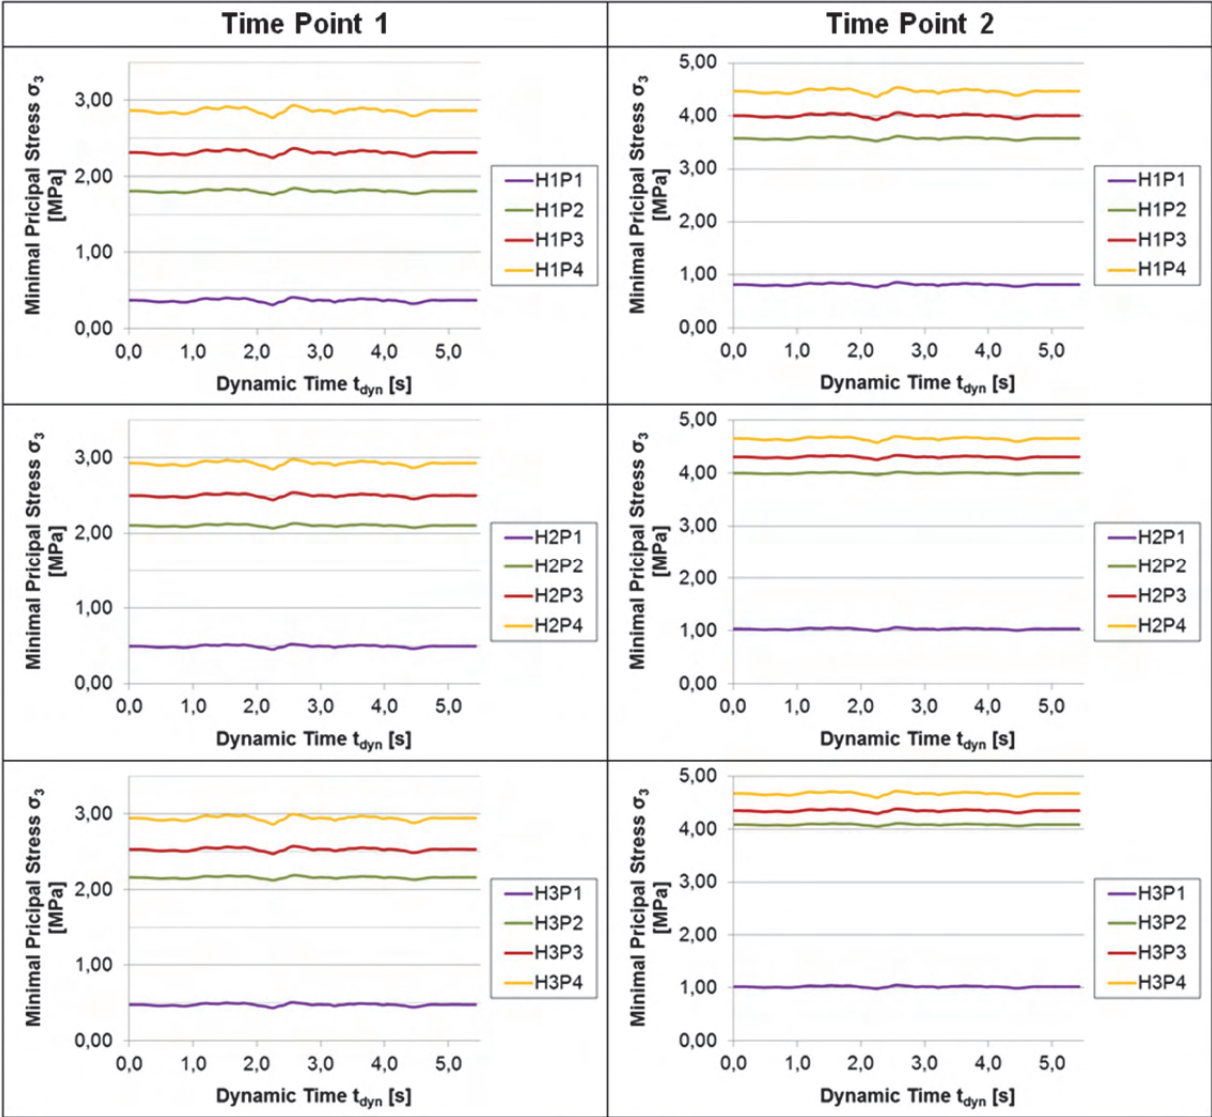 Time Point 1
Time Point 2
Minimal Pricipal Stress σ3
[MPa]
3,00
2,00
1,00
0,00
0,0 1,0 2,0 3,0 4,0 5,0
Dynamic Time tdyn [s]
H1P1
H1P2
H1P3
H1P4
Minimal Pricipal Stress σ3
[MPa]
5,00
4,00
3,00
2,00
1,00
0,00
0,0 1,0 2,0 3,0 4,0 5,0
Dynamic Time tdyn [s]
H1P1
H1P2
H1P3
H1P4
Minimal Pricipal Stress σ3
[MPa]
3,00
2,00
1,00
0,00
0,0 1,0 2,0 3,0 4,0 5,0
Dynamic Time tdyn [s]
H2P1
H2P2
H2P3
H2P4
Minimal Pricipal Stress σ3
[MPa]
5,00
4,00
3,00
2,00
1,00
0,00
0,0 1,0 2,0 3,0 4,0 5,0
Dynamic Time tdyn [s]
H2P1
H2P2
H2P3
H2P4
Minimal Pricipal Stress σ3
[MPa]
3,00
2,00
1,00
0,00
0,0 1,0 2,0 3,0 4,0 5,0
Dynamic Time tdyn [s]
H3P1
H3P2
H3P3
H3P4
Minimal Pricipal Stress σ3
[MPa]
5,00
4,00
3,00
2,00
1,00
0,00
0,0 1,0 2,0 3,0 4,0 5,0
Dynamic Time tdyn [s]
H3P1
H3P2
H3P3
H3P4